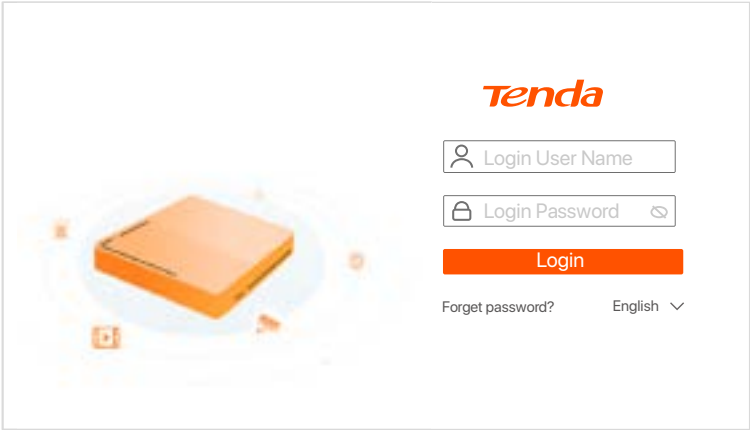 Tenda
Login User Name
Login Password
Login
Forget password?
English